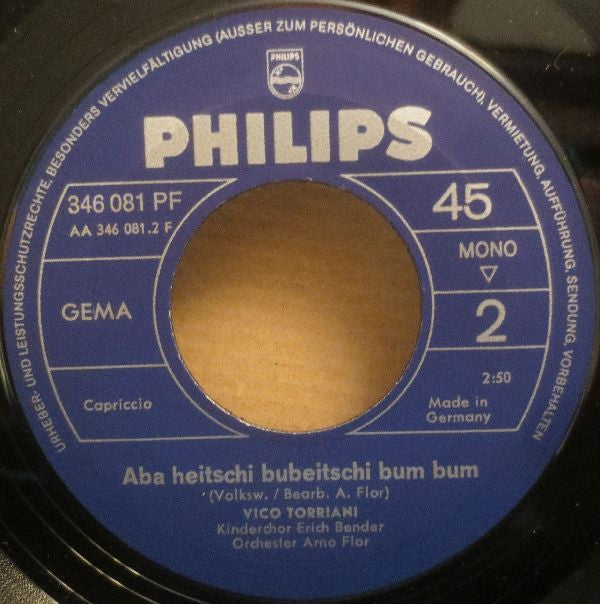 URHEBER- UND LEISTUNGSSCHUTZRECHTE, BESONDERS VERVIELFÄLTIGUNG (AUSSER ZUM PERSÖNLICHEN GEBRAUCH), VERMIETUNG, AUFFÜHRUNG, SENDUNG, VORBEHALTEN
PHILIPS
PHILIPS
346 081 PF
AA 346 081.2 F
GEMA
Capriccio
45
MONO
2
2:50
Made in
Germany
Aba heitschi bubeitschi bum bum
(Volksw. / Bearb. A. Flor)
VICO TORRIANI
Kinderchor Erich Bender
Orchester Arno Flor